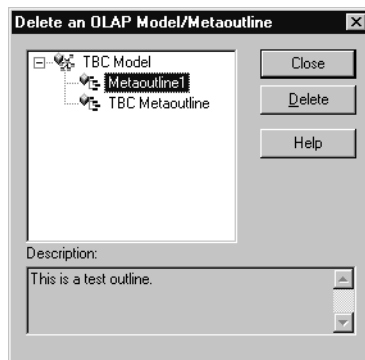 Delete an OLAP Model/Metaoutline
TBC Model
Metaoutline1
TBC Metaoutline
Close
Delete
Help
Description:
This is a test outline.